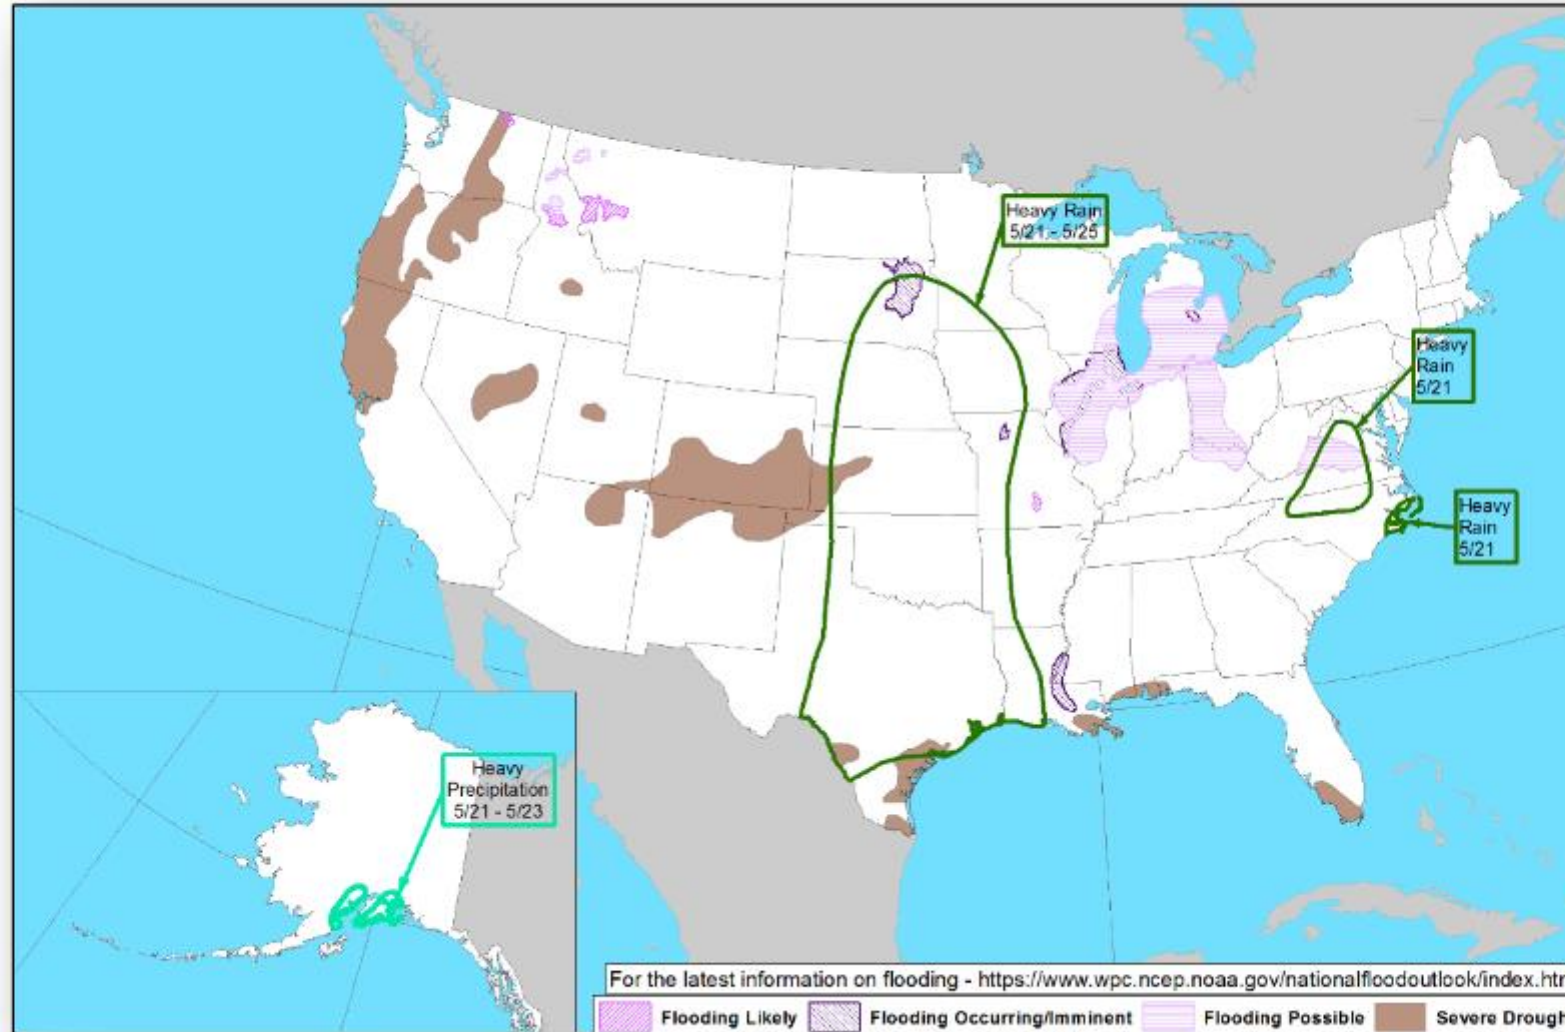 Heavy Rain
5/21 - 5/25
Heavy
Rain
5/21
Heavy
Rain
5/21
Heavy
Precipitation
5/21 - 5/23
For the latest information on flooding - https://www.wpc.ncep.noaa.gov/nationalfloodoutlook/index.htm
Flooding Likely
Flooding Occurring/Imminent
Flooding Possible
Severe Drough